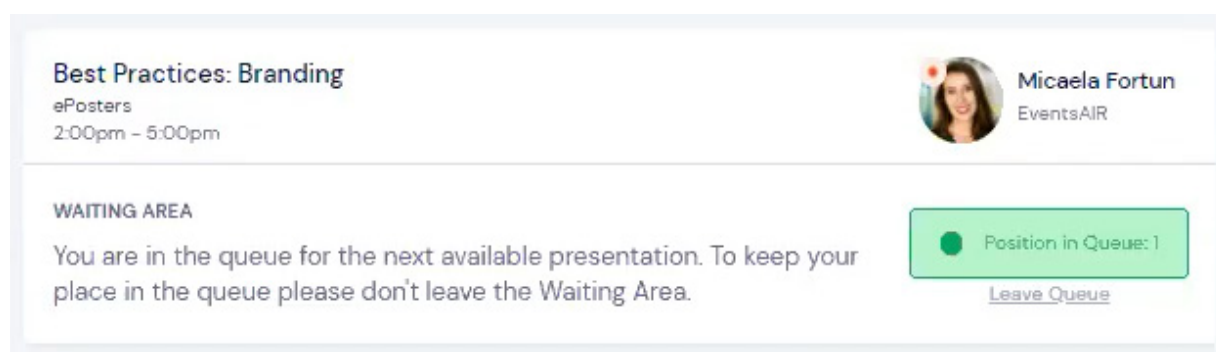 Best Practices: Branding
ePosters
2:00pm - 5:00pm
Micaela Fortun
EventsAIR
WAITING AREA
You are in the queue for the next available presentation. To keep your
place in the queue please don't leave the Waiting Area.
Position in Queue: 1
Leave Queue